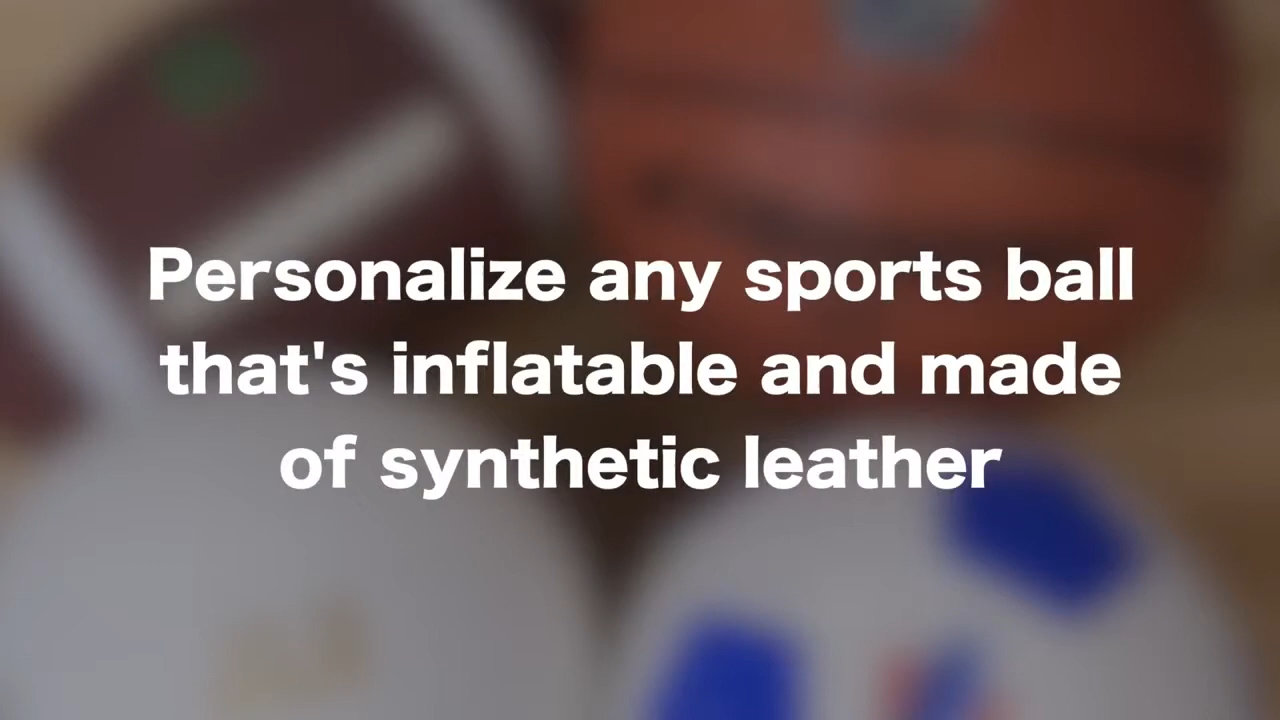 Personalize any sports ball
that's inflatable and made
of synthetic leather